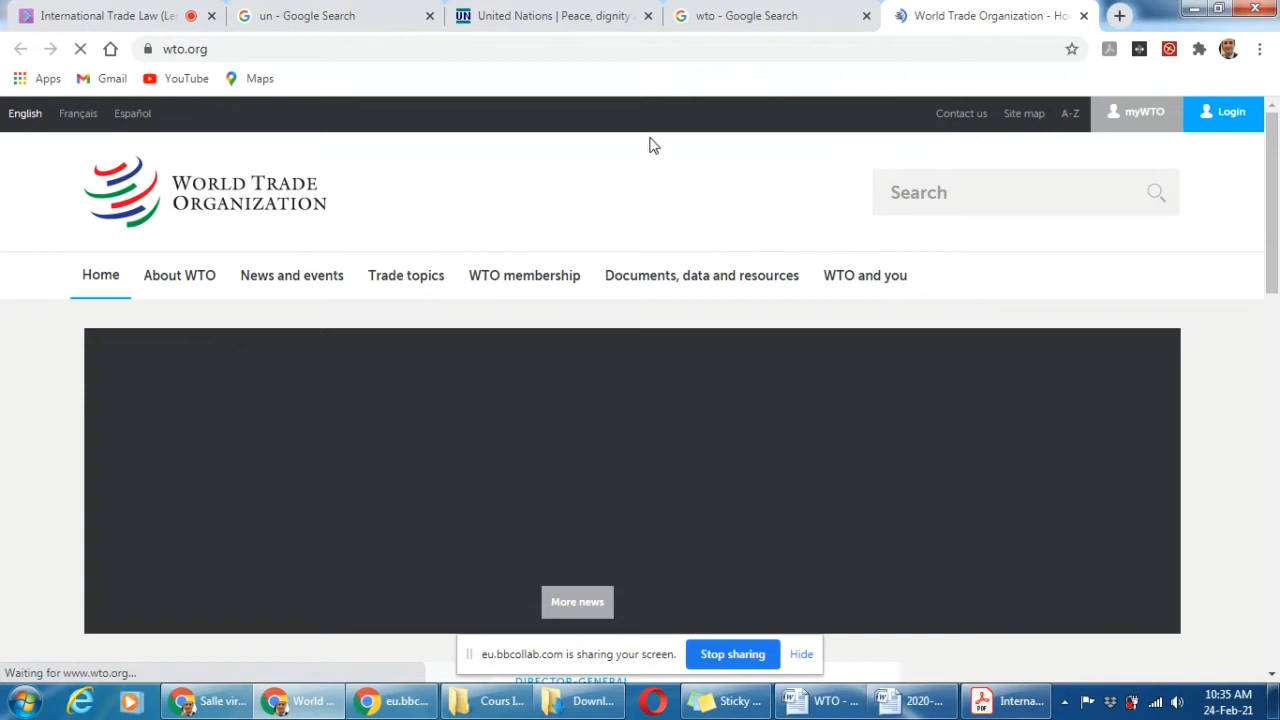 International Trade Law (Le
un - Google Search
UN United Nations | Peace, dignity
wto - Google Search
World Trade Organization - Ho
wto.org
Apps Gmail YouTube Maps
English Français Español Contact us Site map A-Z myWTO Login
WORLD TRADE
ORGANIZATION
Search
Home About WTO News and events Trade topics WTO membership Documents, data and resources WTO and you
More news
eu.bbcollab.com is sharing your screen. Stop sharing Hide
Waiting for www.wto.org...
DIRECTOR-GENERAL
Salle vir... World ... eu.bbc... Cours I... Downl... Sticky ... WTO - ... 2020-... Interna...
10:35 AM
24-Feb-21